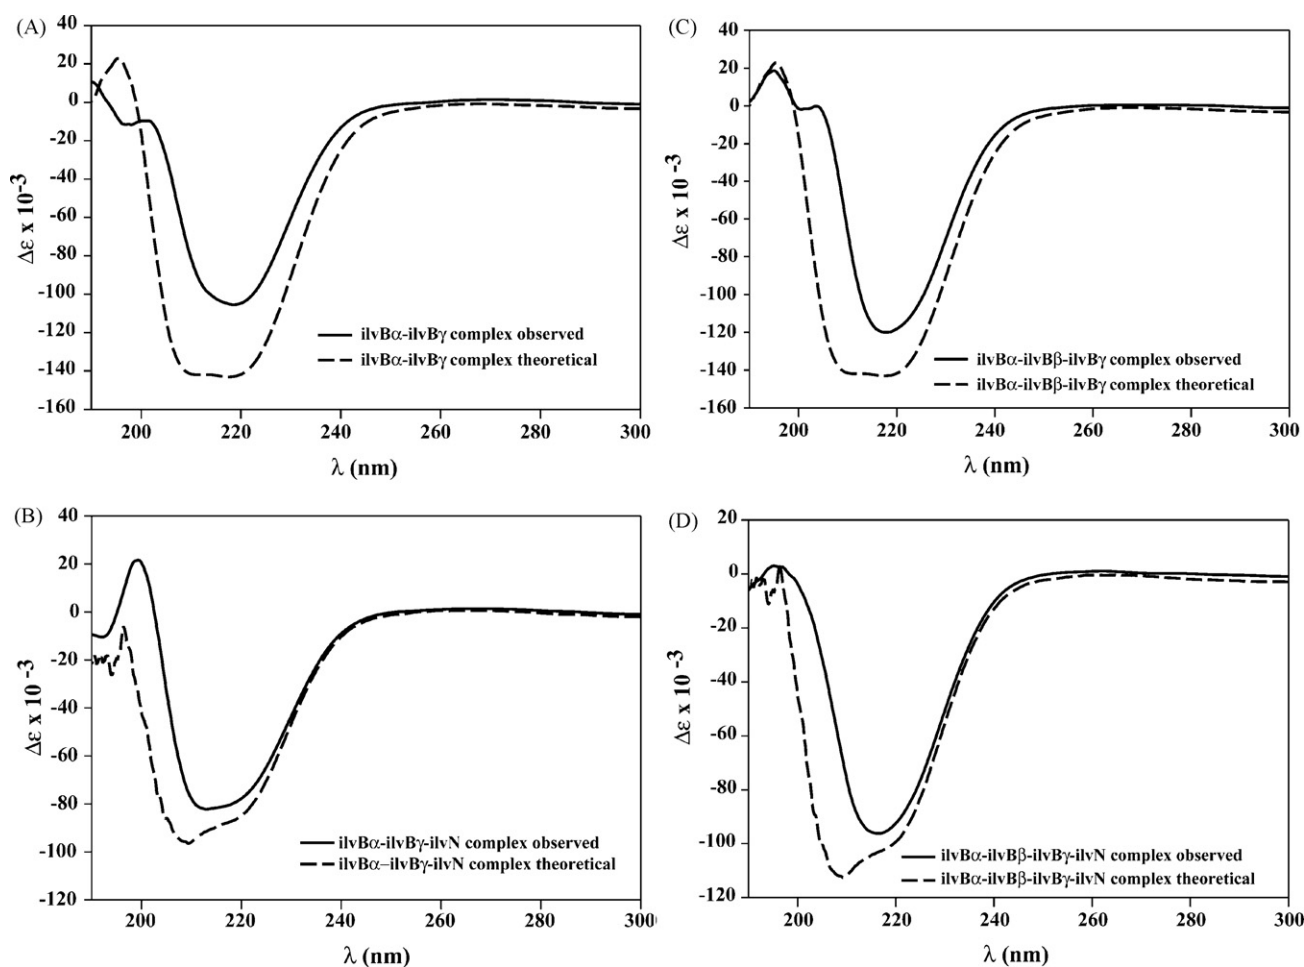 (A)
40
20
0
-20
-40
-60
-80
-100
-120
-140
-160
Δε x 10 -3
ilvBα-ilvBγ complex observed
ilvBα-ilvBγ complex theoretical
200 220 240 260 280 300
λ (nm)
(C)
40
20
0
-20
-40
-60
-80
-100
-120
-140
-160
Δε x 10 -3
ilvBα-ilvBβ-ilvBγ complex observed
ilvBα-ilvBβ-ilvBγ complex theoretical
200 220 240 260 280 300
λ (nm)
(B)
40
20
0
-20
-40
-60
-80
-100
-120
Δε x 10 -3
ilvBα-ilvBγ-ilvN complex observed
ilvBα–ilvBγ-ilvN complex theoretical
200 220 240 260 280 300
λ (nm)
(D)
20
0
-20
-40
-60
-80
-100
-120
Δε x 10 -3
ilvBα-ilvBβ-ilvBγ-ilvN complex observed
ilvBα-ilvBβ-ilvBγ-ilvN complex theoretical
200 220 240 260 280 300
λ (nm)